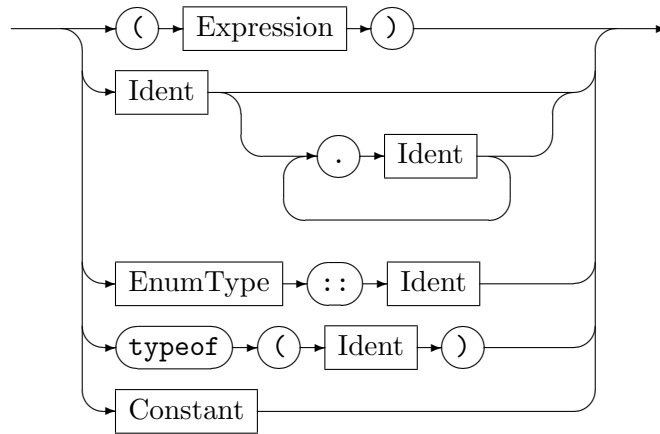 ( Expression )
Ident
. Ident
EnumType :: Ident
typeof ( Ident )
Constant